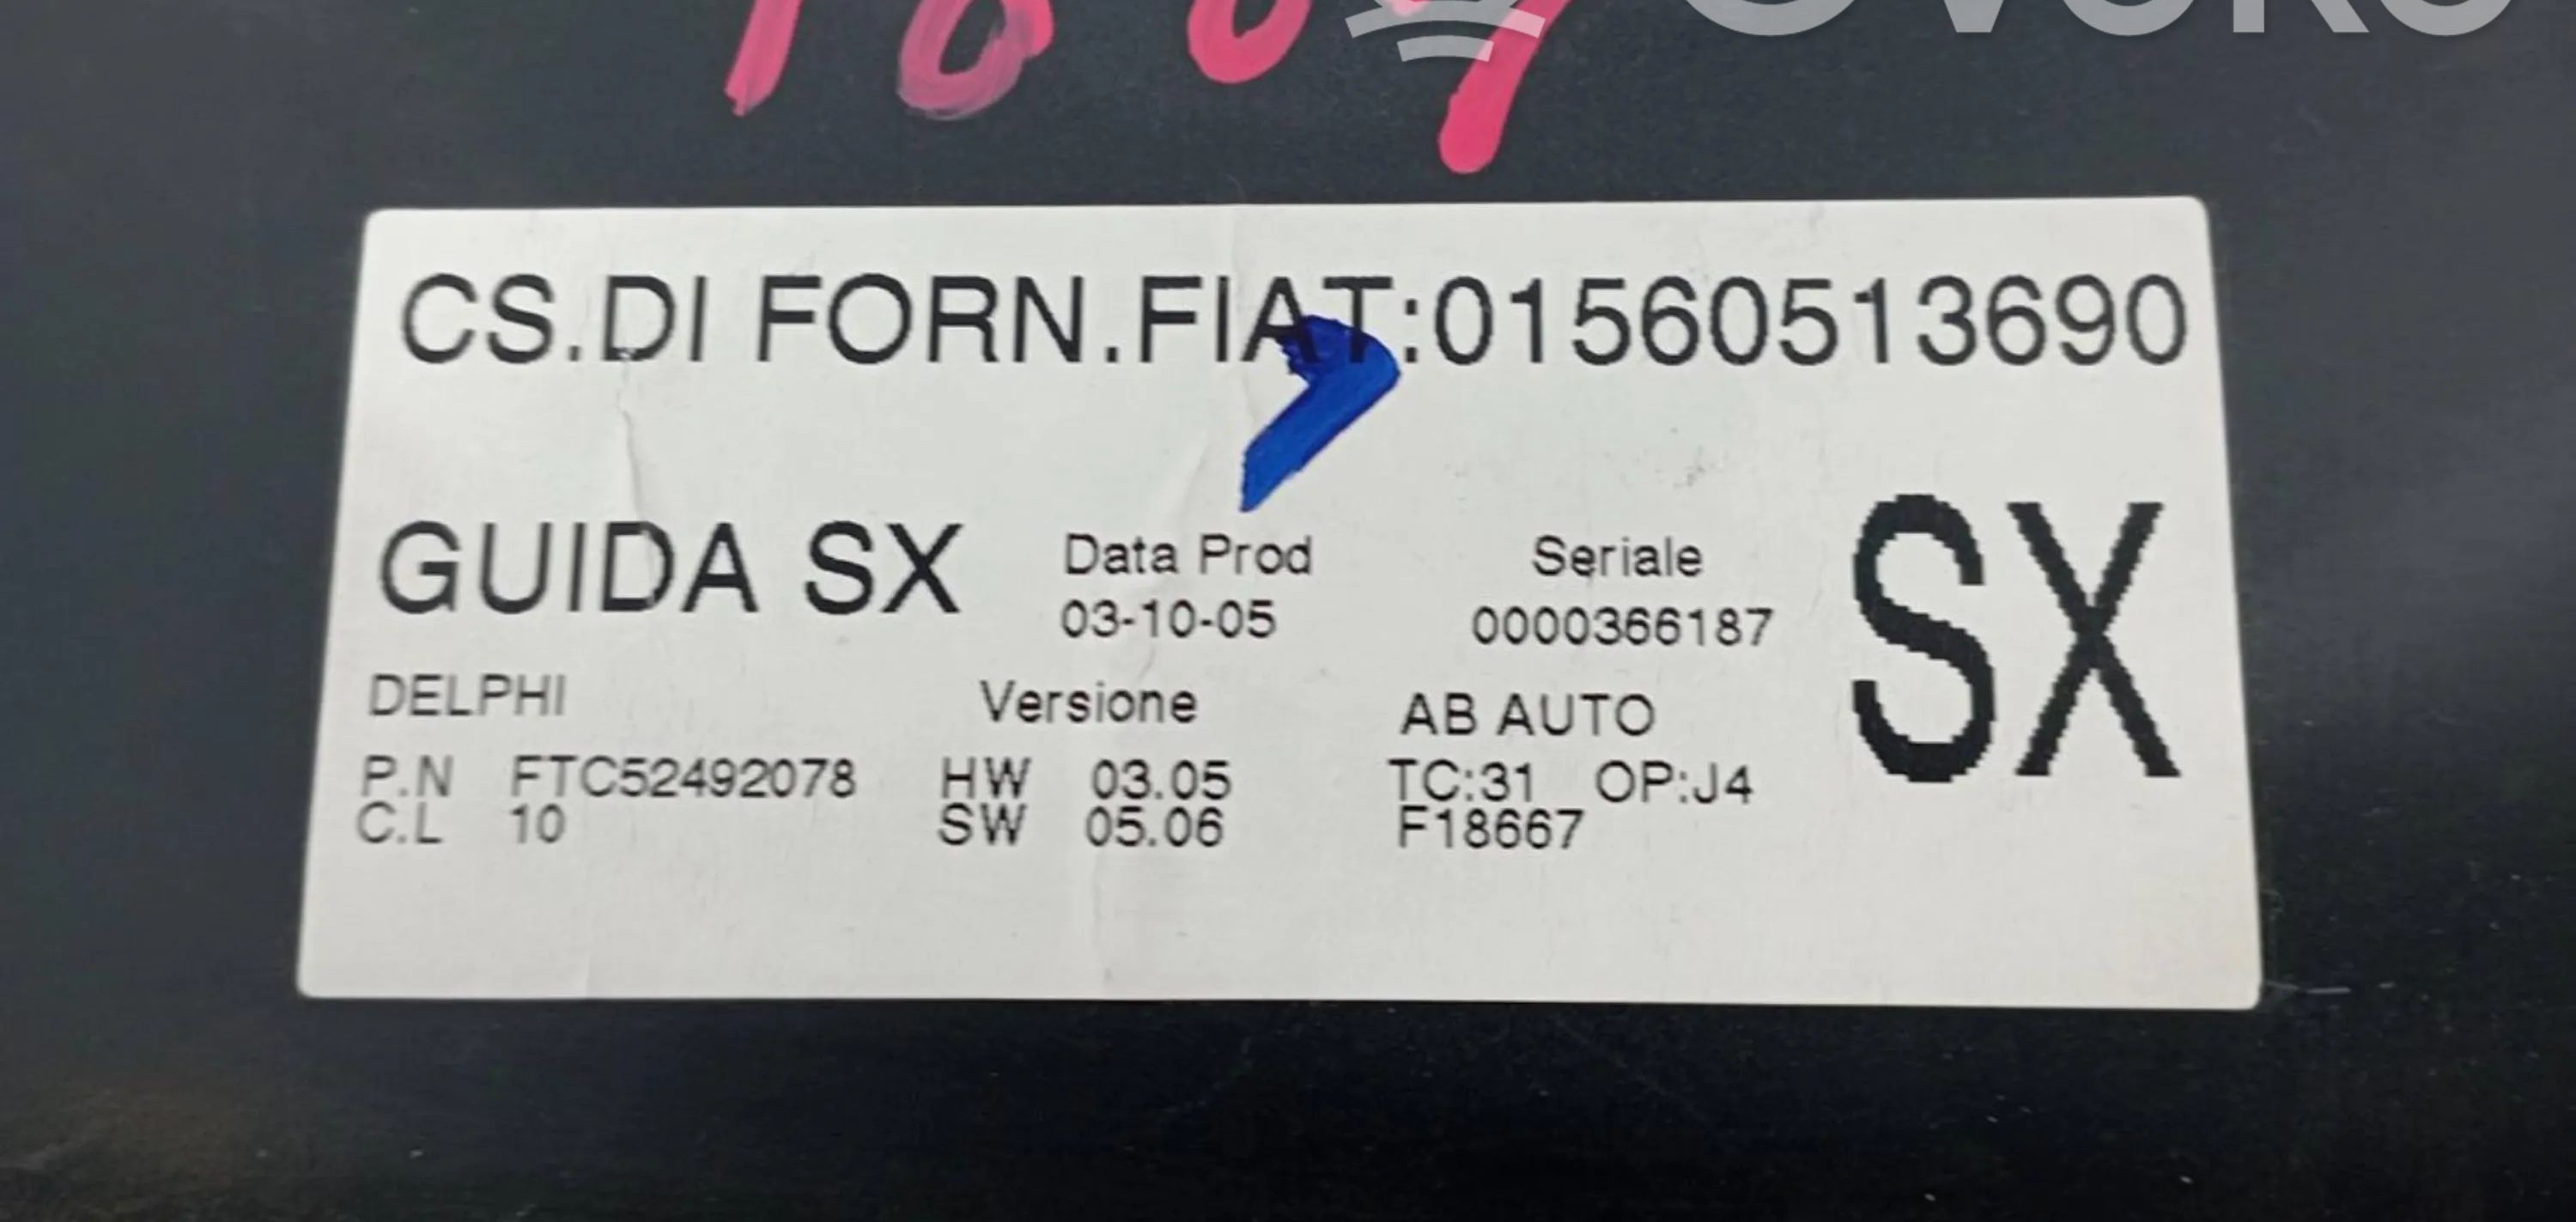 CS.DI FORN.FIAT:01560513690
GUIDA SX
Data Prod
03-10-05
Seriale
0000366187
SX
DELPHI
P.N FTC52492078
C.L 10
Versione
HW 03.05
SW 05.06
AB AUTO
TC:31 OP:J4
F18667